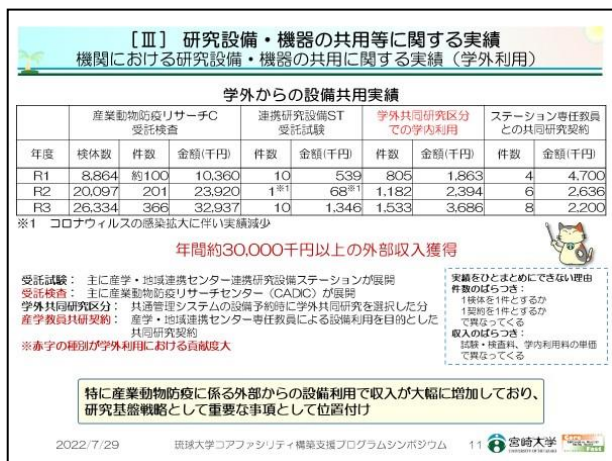 ［Ⅲ］ 研究設備・機器の共用等に関する実績
機関における研究設備・機器の共用に関する実績（学外利用）
学外からの設備共用実績
産業動物防疫リサーチC 受託検査 連携研究設備ST 受託試験 学外共同研究区分での学内利用 ステーション専任教員との共同研究契約
年度 検体数 件数 金額(千円) 件数 金額(千円) 件数 金額(千円) 件数 金額(千円)
R1 8,864 約100 10,360 10 539 805 1,863 4 4,700
R2 20,097 201 23,920 1※1 68※1 1,182 2,394 6 2,636
R3 26,334 366 32,937 10 1,346 1,533 3,686 8 2,200
※1 コロナウィルスの感染拡大に伴い実績減少
年間約30,000千円以上の外部収入獲得
受託試験： 主に産学・地域連携センター連携研究設備ステーションが展開
受託検査： 主に産業動物防疫リサーチセンター（CADIC）が展開
学外共同研究区分： 共通管理システムの設備予約時に学外共同研究を選択した分
産学教員共研契約： 産学・地域連携センター専任教員による設備利用を目的とした
共同研究契約
※赤字の種別が学外利用における貢献度大
実績をひとまとめにできない理由
件数のばらつき：
1検体を1件とするか
1契約を1件とするか
で異なってくる
収入のばらつき：
試験・検査料、学内利用料の単価
で異なってくる
特に産業動物防疫に係る外部からの設備利用で収入が大幅に増加しており、
研究基盤戦略として重要な事項として位置付け
2022/7/29 琉球大学コアファシリティ構築支援プログラムシンポジウム 11 宮崎大学